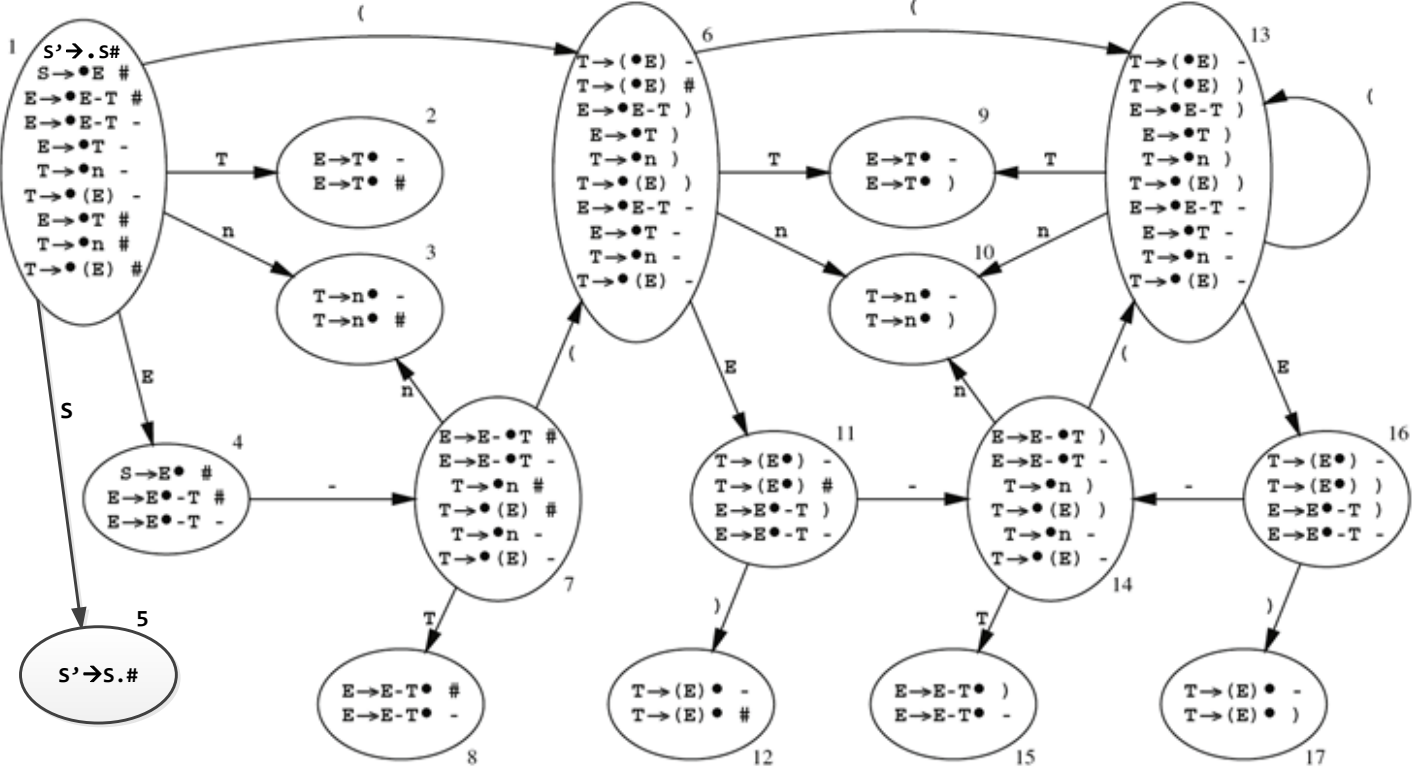 1
S'→.S#
S→●E #
E→●E-T #
E→●E-T -
E→●T -
T→●n -
T→●(E) -
E→●T #
T→●n #
T→●(E) #
(
T
n
E
S
2
E→T● -
E→T● #
3
T→n● -
T→n● #
4
S→E● #
E→E●-T #
E→E●-T -
-
5
S'→S.#
6
T→(●E) -
T→(●E) #
E→●E-T )
E→●T )
T→●n )
T→●(E) )
E→●E-T -
E→●T -
T→●n -
T→●(E) -
(
T
n
E
7
E→E-●T #
E→E-●T -
T→●n #
T→●(E) #
T→●n -
T→●(E) -
n
(
T
8
E→E-T● #
E→E-T● -
9
E→T● -
E→T● )
10
T→n● -
T→n● )
11
T→(E●) -
T→(E●) #
E→E●-T )
E→E●-T -
-
)
12
T→(E)● -
T→(E)● #
13
T→(●E) -
T→(●E) )
E→●E-T )
E→●T )
T→●n )
T→●(E) )
E→●E-T -
E→●T -
T→●n -
T→●(E) -
(
T
n
E
14
E→E-●T )
E→E-●T -
T→●n )
T→●(E) )
T→●n -
T→●(E) -
n
(
T
15
E→E-T● )
E→E-T● -
16
T→(E●) -
T→(E●) )
E→E●-T )
E→E●-T -
-
)
17
T→(E)● -
T→(E)● )